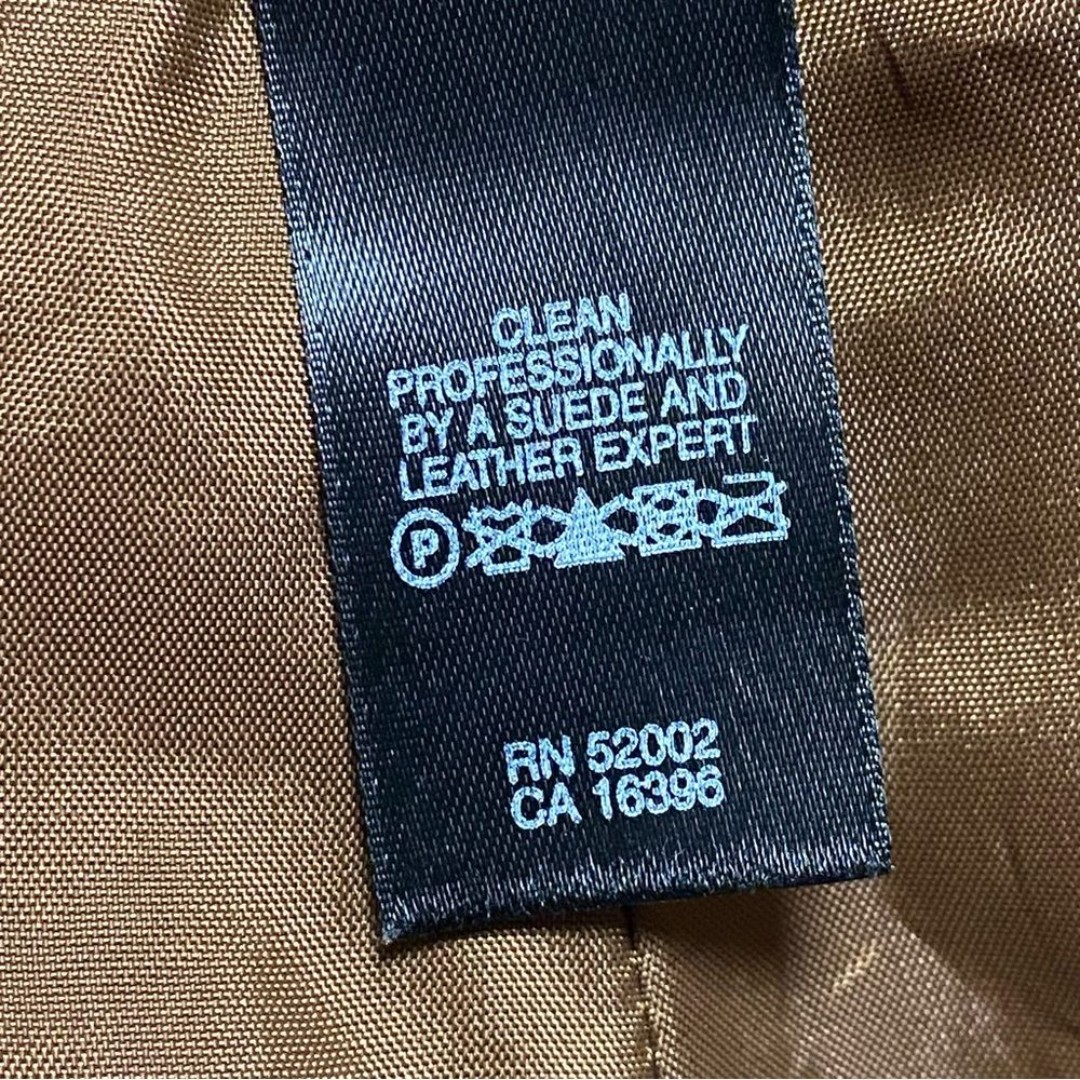 CLEAN
PROFESSIONALLY
BY A SUEDE AND
LEATHER EXPERT
P
RN 52002
CA 16396